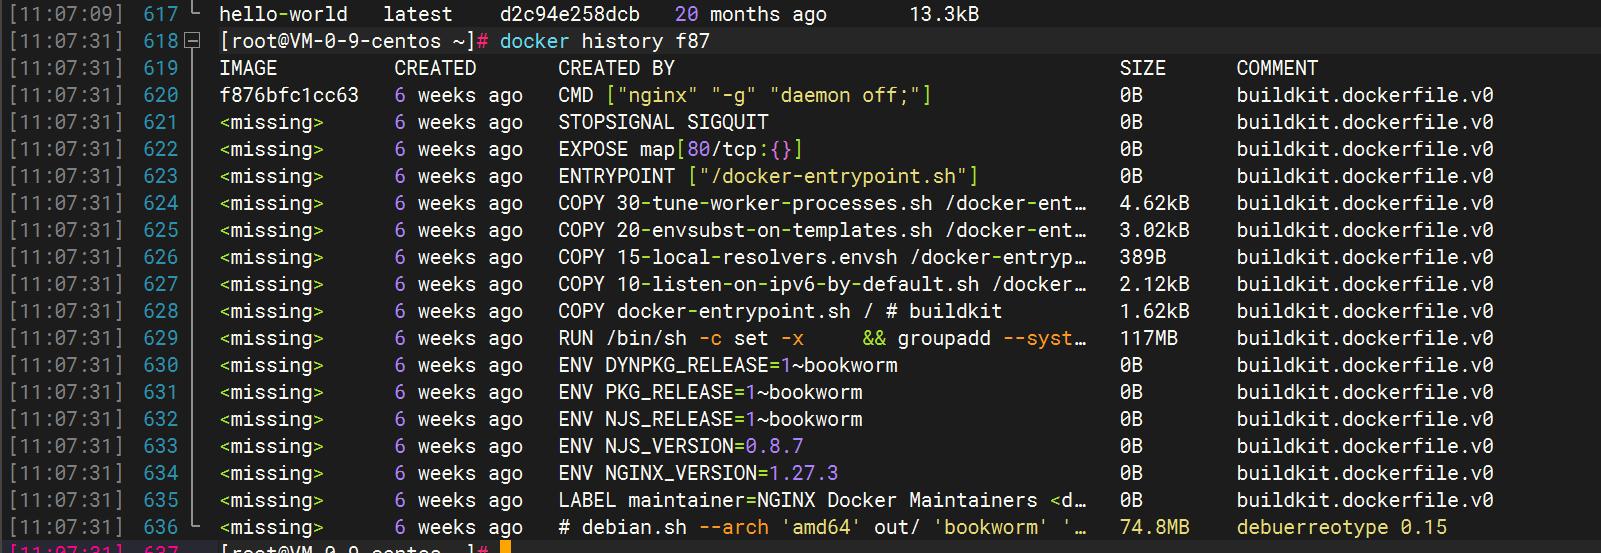 [11:07:09] 617 hello-world latest d2c94e258dcb 20 months ago 13.3kB
[11:07:31] 618 [root@VM-0-9-centos ~]# docker history f87
[11:07:31] 619 IMAGE CREATED CREATED BY SIZE COMMENT
[11:07:31] 620 f876bfc1cc63 6 weeks ago CMD ["nginx" "-g" "daemon off;"] 0B buildkit.dockerfile.v0
[11:07:31] 621 <missing> 6 weeks ago STOPSIGNAL SIGQUIT 0B buildkit.dockerfile.v0
[11:07:31] 622 <missing> 6 weeks ago EXPOSE map[80/tcp:{}] 0B buildkit.dockerfile.v0
[11:07:31] 623 <missing> 6 weeks ago ENTRYPOINT ["/docker-entrypoint.sh"] 0B buildkit.dockerfile.v0
[11:07:31] 624 <missing> 6 weeks ago COPY 30-tune-worker-processes.sh /docker-ent… 4.62kB buildkit.dockerfile.v0
[11:07:31] 625 <missing> 6 weeks ago COPY 20-envsubst-on-templates.sh /docker-ent… 3.02kB buildkit.dockerfile.v0
[11:07:31] 626 <missing> 6 weeks ago COPY 15-local-resolvers.envsh /docker-entryp… 389B buildkit.dockerfile.v0
[11:07:31] 627 <missing> 6 weeks ago COPY 10-listen-on-ipv6-by-default.sh /docker… 2.12kB buildkit.dockerfile.v0
[11:07:31] 628 <missing> 6 weeks ago COPY docker-entrypoint.sh / # buildkit 1.62kB buildkit.dockerfile.v0
[11:07:31] 629 <missing> 6 weeks ago RUN /bin/sh -c set -x && groupadd --syst… 117MB buildkit.dockerfile.v0
[11:07:31] 630 <missing> 6 weeks ago ENV DYNPKG_RELEASE=1~bookworm 0B buildkit.dockerfile.v0
[11:07:31] 631 <missing> 6 weeks ago ENV PKG_RELEASE=1~bookworm 0B buildkit.dockerfile.v0
[11:07:31] 632 <missing> 6 weeks ago ENV NJS_RELEASE=1~bookworm 0B buildkit.dockerfile.v0
[11:07:31] 633 <missing> 6 weeks ago ENV NJS_VERSION=0.8.7 0B buildkit.dockerfile.v0
[11:07:31] 634 <missing> 6 weeks ago ENV NGINX_VERSION=1.27.3 0B buildkit.dockerfile.v0
[11:07:31] 635 <missing> 6 weeks ago LABEL maintainer=NGINX Docker Maintainers <d… 0B buildkit.dockerfile.v0
[11:07:31] 636 <missing> 6 weeks ago # debian.sh --arch 'amd64' out/ 'bookworm' '… 74.8MB debuerreotype 0.15
[11:07:31] 637 [root@VM-0-9-centos ~]#